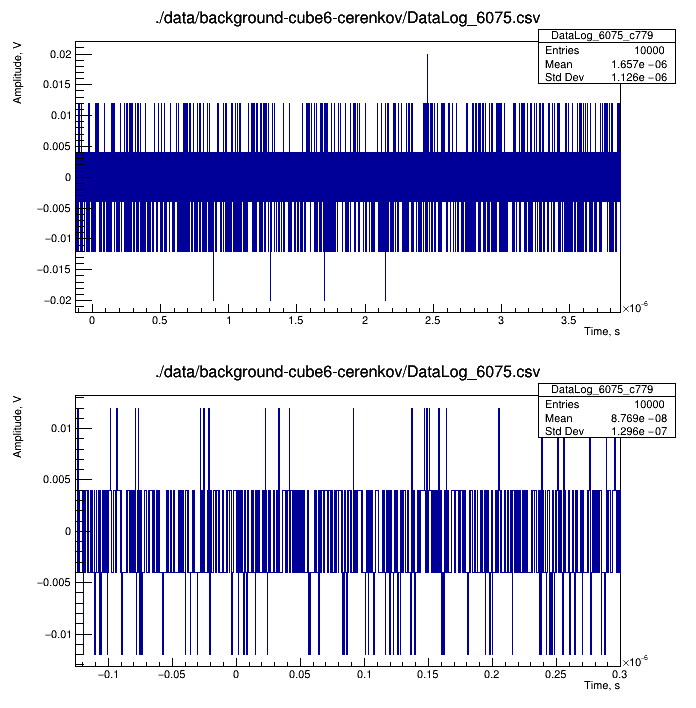 ./data/background-cube6-cerenkov/DataLog_6075.csv
DataLog_6075_c779
Entries 10000
Mean 1.657e −06
Std Dev 1.126e −06
Amplitude, V
0.02
0.015
0.01
0.005
0
−0.005
−0.01
−0.015
−0.02
0 0.5 1 1.5 2 2.5 3 3.5
×10⁻⁶
Time, s
./data/background-cube6-cerenkov/DataLog_6075.csv
DataLog_6075_c779
Entries 10000
Mean 8.769e −08
Std Dev 1.296e −07
Amplitude, V
0.01
0.005
0
−0.005
−0.01
−0.1 −0.05 0 0.05 0.1 0.15 0.2 0.25 0.3
×10⁻⁶
Time, s